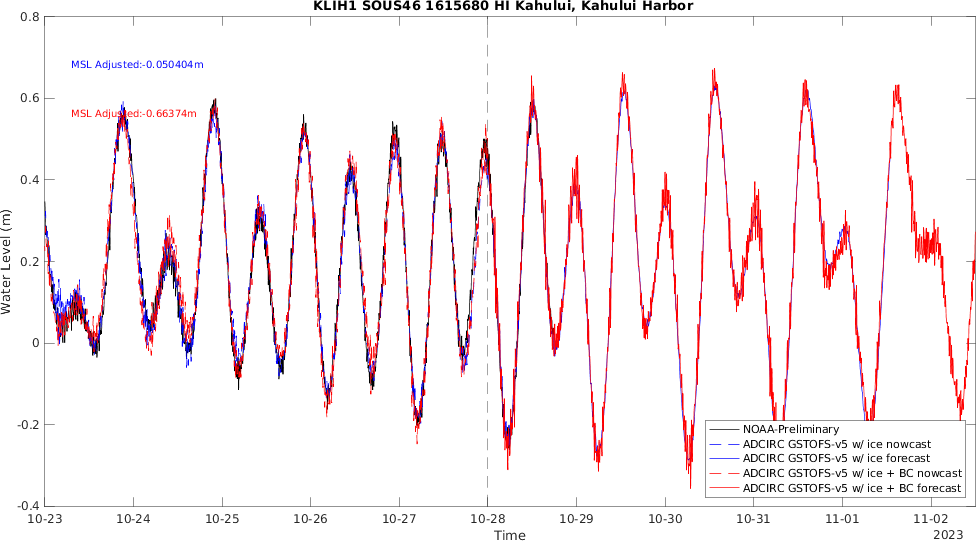 KLIH1 SOUS46 1615680 HI Kahului, Kahului Harbor
0.8
0.6
0.4
0.2
0
-0.2
-0.4
Water Level (m)
MSL Adjusted:-0.050404m
MSL Adjusted:-0.66374m
NOAA-Preliminary
ADCIRC GSTOFS-v5 w/ ice nowcast
ADCIRC GSTOFS-v5 w/ ice forecast
ADCIRC GSTOFS-v5 w/ ice + BC nowcast
ADCIRC GSTOFS-v5 w/ ice + BC forecast
10-23 10-24 10-25 10-26 10-27 10-28 10-29 10-30 10-31 11-01 11-02
Time
2023